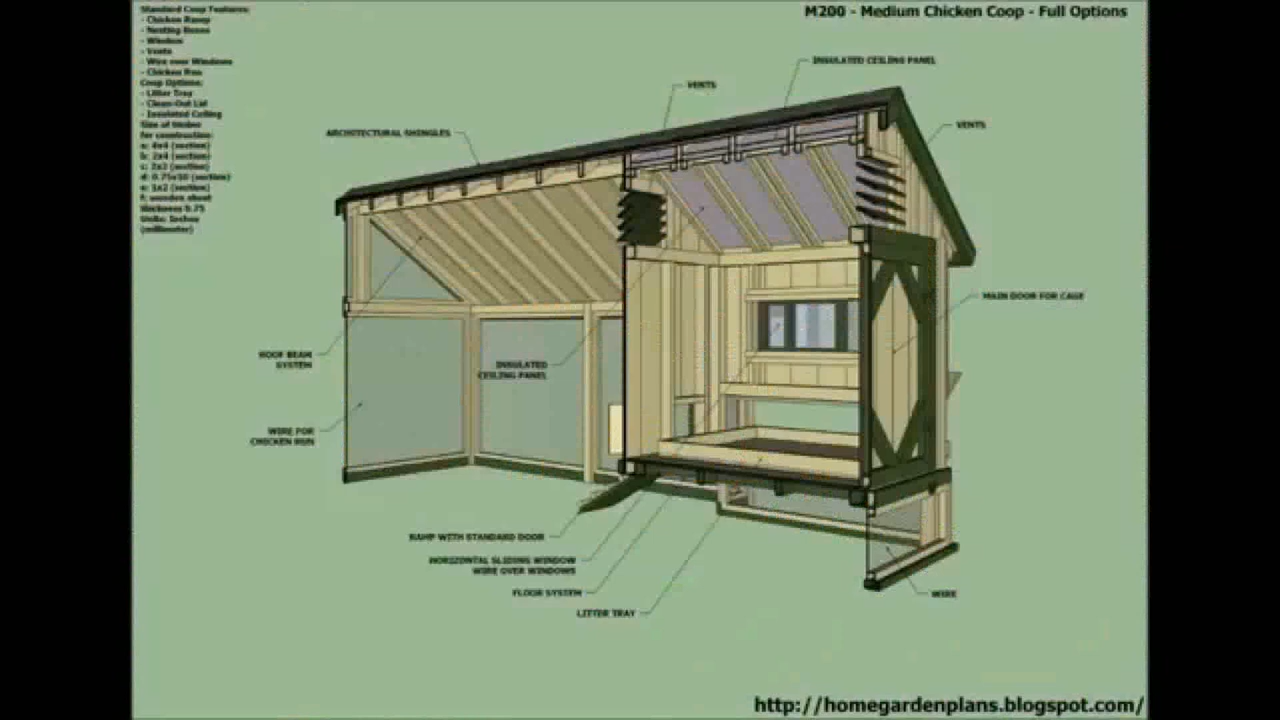 Standard Coop Features:
- Chicken Ramp
- Nesting Boxes
- Window
- Vents
- Wire over Windows
- Chicken Run
Coop Options:
- Litter Tray
- Clean-Out Lid
- Insulated Ceiling
Size of timber
for construction:
a: 4x4 (section)
b: 2x4 (section)
c: 2x3 (section)
d: 0.75x10 (section)
e: 1x2 (section)
f: wooden sheet
thickness 0.75
Units: Inches
(millimeter)
M200 - Medium Chicken Coop - Full Options
INSULATED CEILING PANEL
VENTS
VENTS
ARCHITECTURAL SHINGLES
MAIN DOOR FOR CAGE
ROOF BEAM
SYSTEM
INSULATED
CEILING PANEL
WIRE FOR
CHICKEN RUN
RAMP WITH STANDARD DOOR
HORIZONTAL SLIDING WINDOW
WIRE OVER WINDOWS
FLOOR SYSTEM
WIRE
LITTER TRAY
http://homegardenplans.blogspot.com/